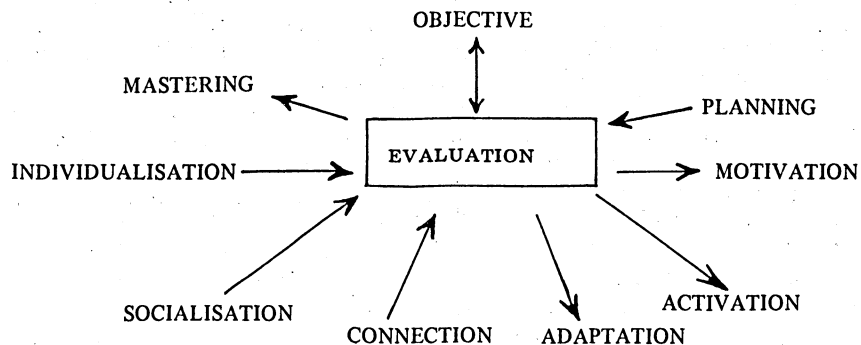 OBJECTIVE
MASTERING
PLANNING
EVALUATION
INDIVIDUALISATION
MOTIVATION
SOCIALISATION
ACTIVATION
CONNECTION
ADAPTATION